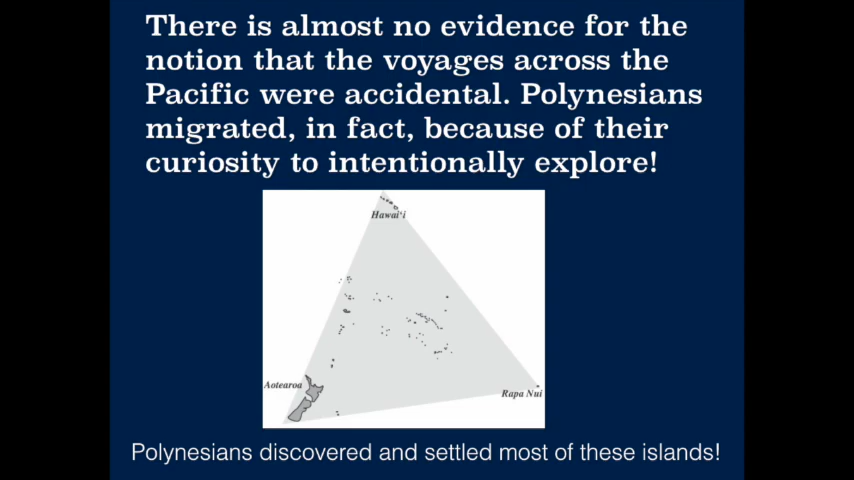 There is almost no evidence for the
notion that the voyages across the
Pacific were accidental. Polynesians
migrated, in fact, because of their
curiosity to intentionally explore!
Hawai‘i
Aotearoa
Rapa Nui
Polynesians discovered and settled most of these islands!